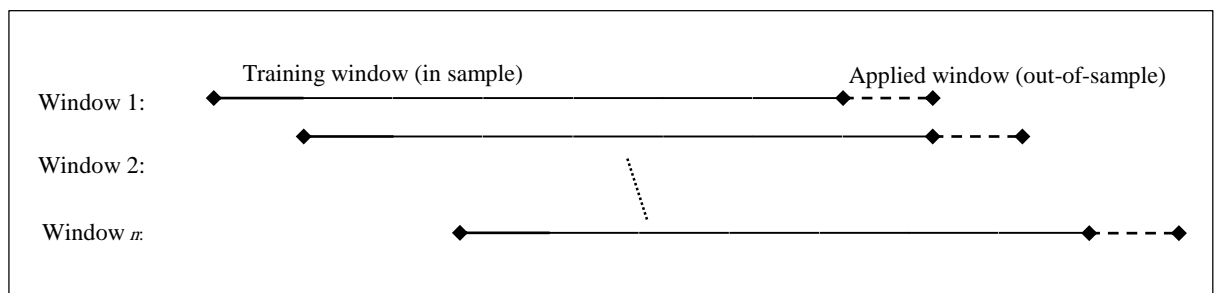 Training window (in sample)
Applied window (out-of-sample)
Window 1:
Window 2:
Window n: